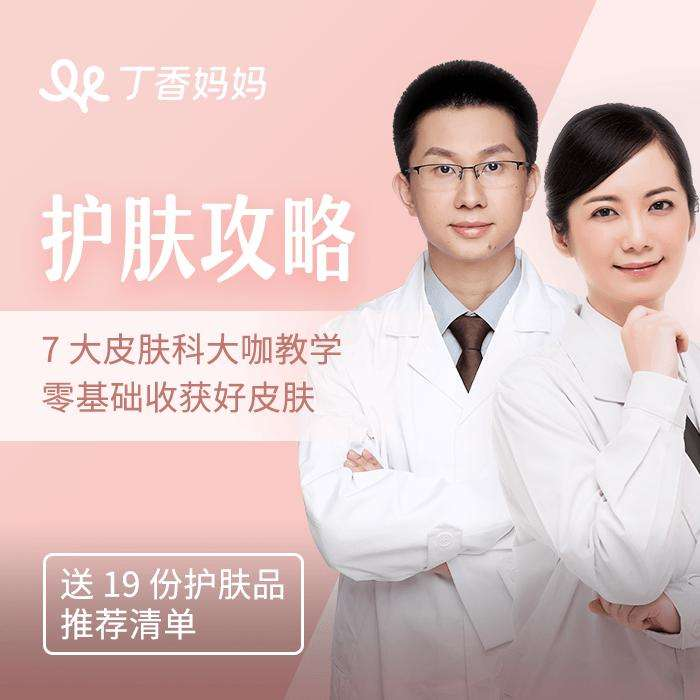 丁香妈妈
护肤攻略
7 大皮肤科大咖教学
零基础收获好皮肤
送 19 份护肤品
推荐清单